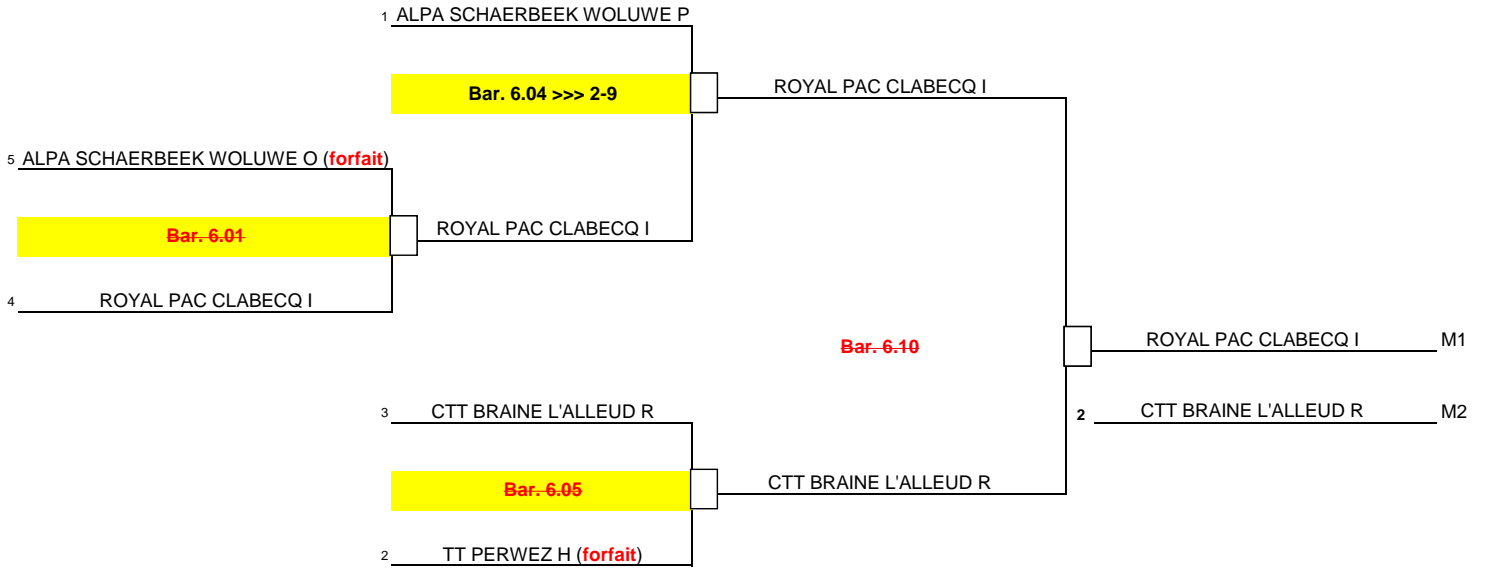 1 ALPA SCHAERBEEK WOLUWE P
Bar. 6.04 >>> 2-9
ROYAL PAC CLABECQ I
5 ALPA SCHAERBEEK WOLUWE O (forfait)
Bar. 6.01
ROYAL PAC CLABECQ I
4 ROYAL PAC CLABECQ I
Bar. 6.10
ROYAL PAC CLABECQ I M1
3 CTT BRAINE L'ALLEUD R
2 CTT BRAINE L'ALLEUD R M2
Bar. 6.05
CTT BRAINE L'ALLEUD R
2 TT PERWEZ H (forfait)